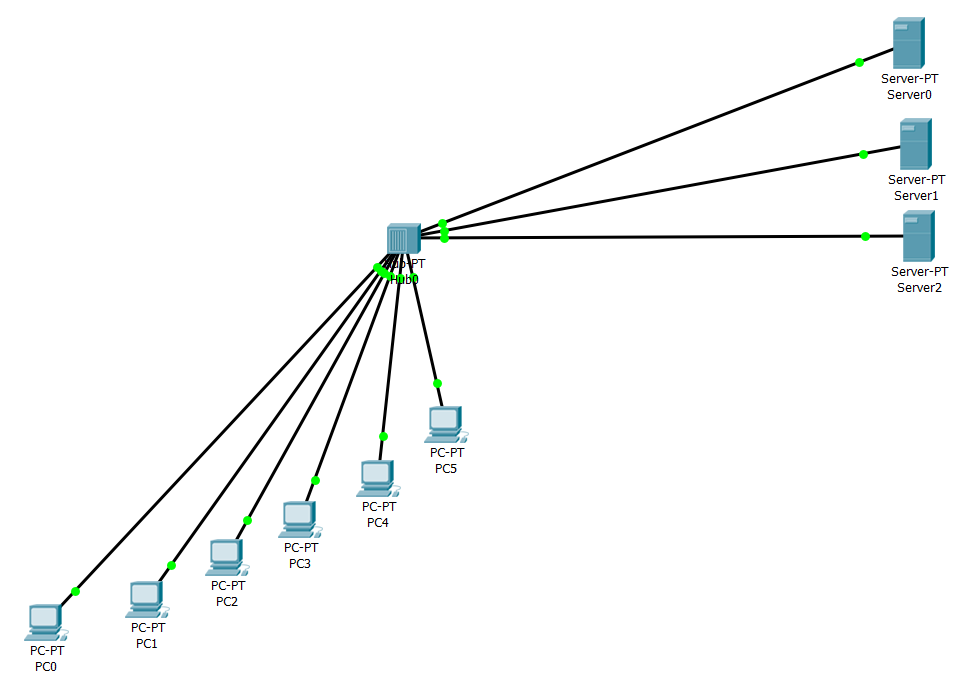 Server-PT
Server0
Server-PT
Server1
Server-PT
Server2
Hub0
PC-PT
PC5
PC-PT
PC4
PC-PT
PC3
PC-PT
PC2
PC-PT
PC1
PC-PT
PC0